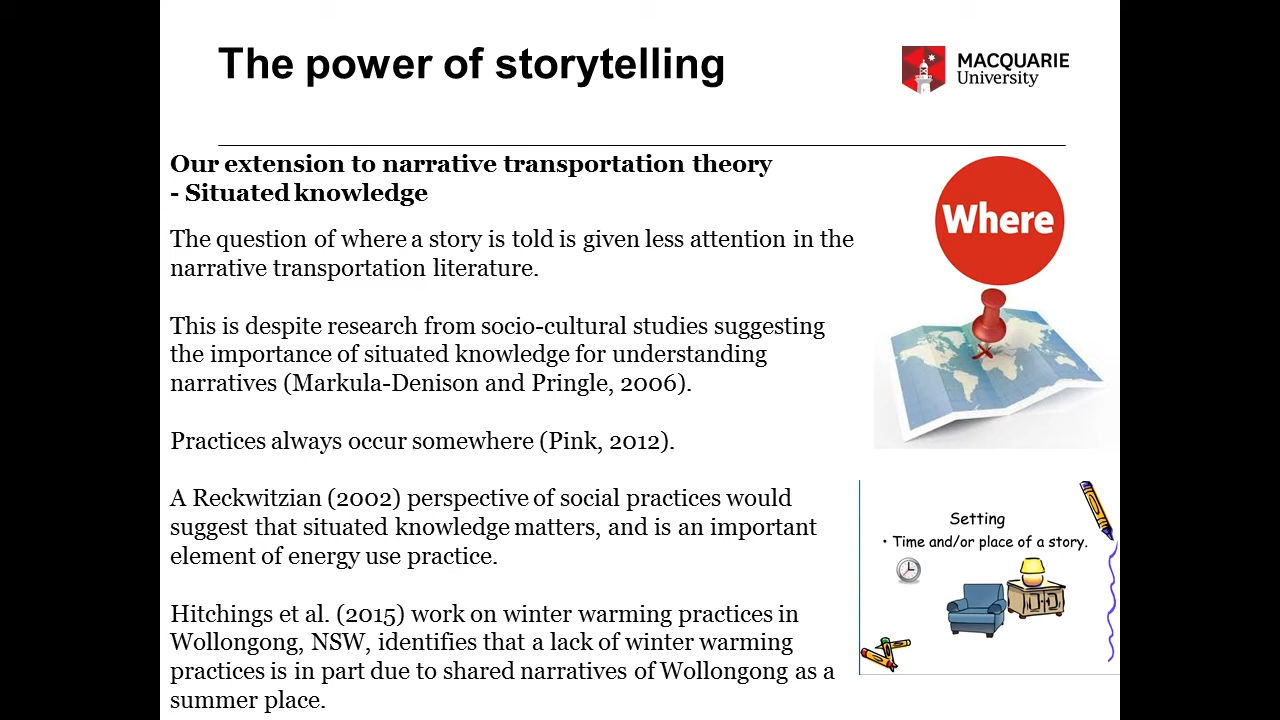 The power of storytelling
MACQUARIE
University
Our extension to narrative transportation theory
- Situated knowledge
The question of where a story is told is given less attention in the
narrative transportation literature.
This is despite research from socio-cultural studies suggesting
the importance of situated knowledge for understanding
narratives (Markula-Denison and Pringle, 2006).
Practices always occur somewhere (Pink, 2012).
A Reckwitzian (2002) perspective of social practices would
suggest that situated knowledge matters, and is an important
element of energy use practice.
Hitchings et al. (2015) work on winter warming practices in
Wollongong, NSW, identifies that a lack of winter warming
practices is in part due to shared narratives of Wollongong as a
summer place.
Where
Setting
• Time and/or place of a story.